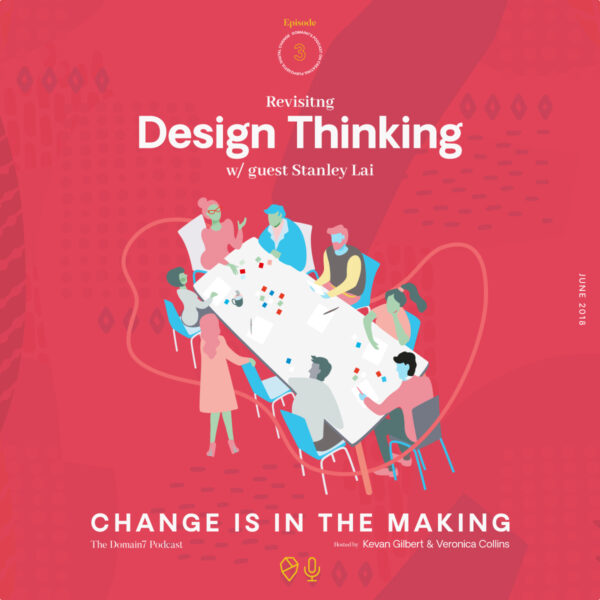 Episode
3
Revisitng
Design Thinking
w/ guest Stanley Lai
JUNE 2018
CHANGE IS IN THE MAKING
The Domain7 Podcast
Hosted by Kevan Gilbert & Veronica Collins